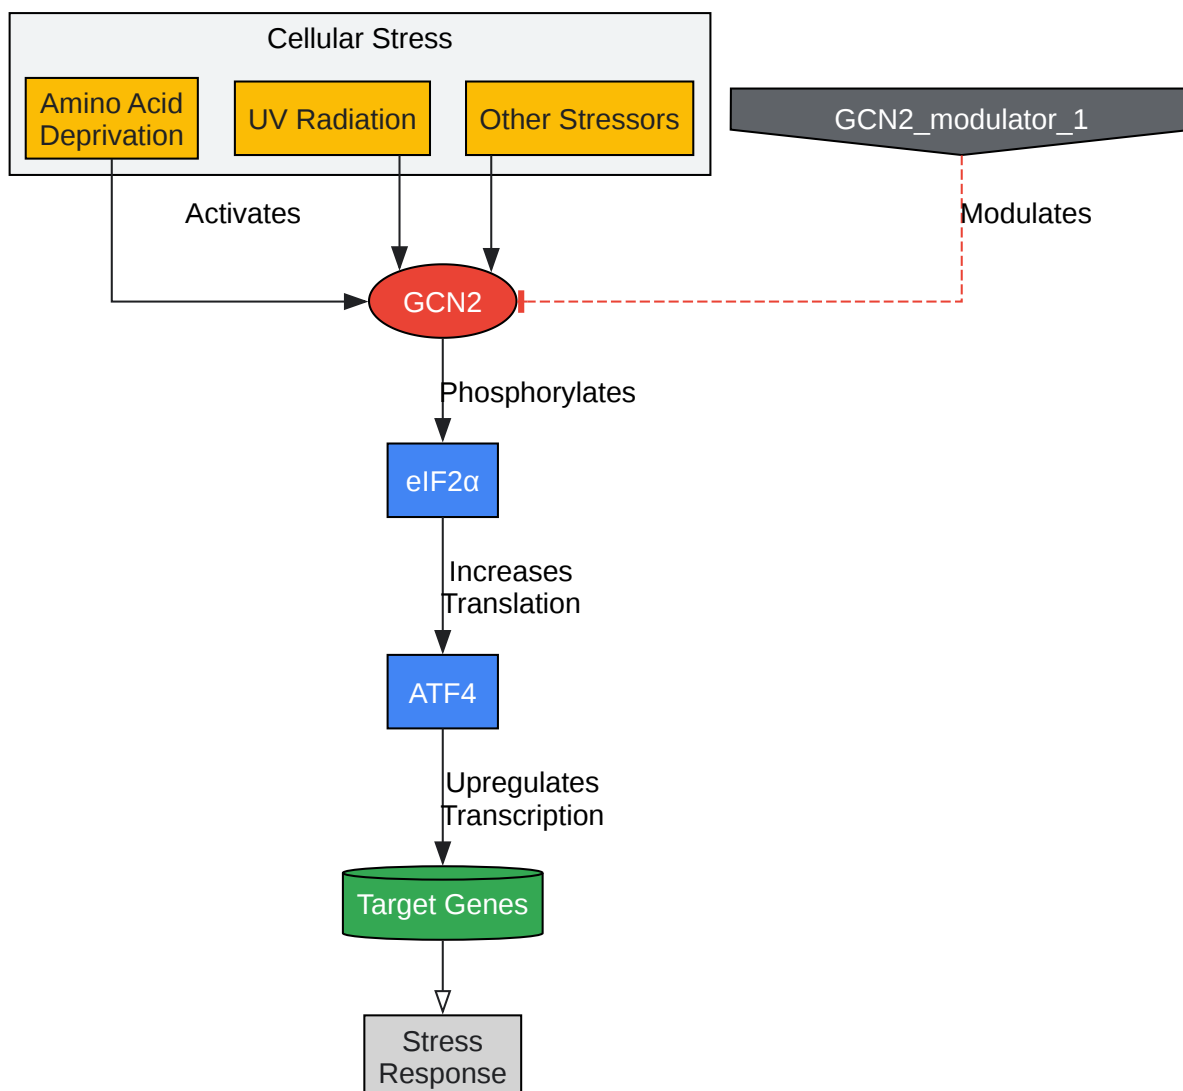 Cellular Stress
Amino Acid
Deprivation
UV Radiation
Other Stressors
GCN2_modulator_1
Activates
Modulates
GCN2
Phosphorylates
eIF2α
Increases
Translation
ATF4
Upregulates
Transcription
Target Genes
Stress
Response